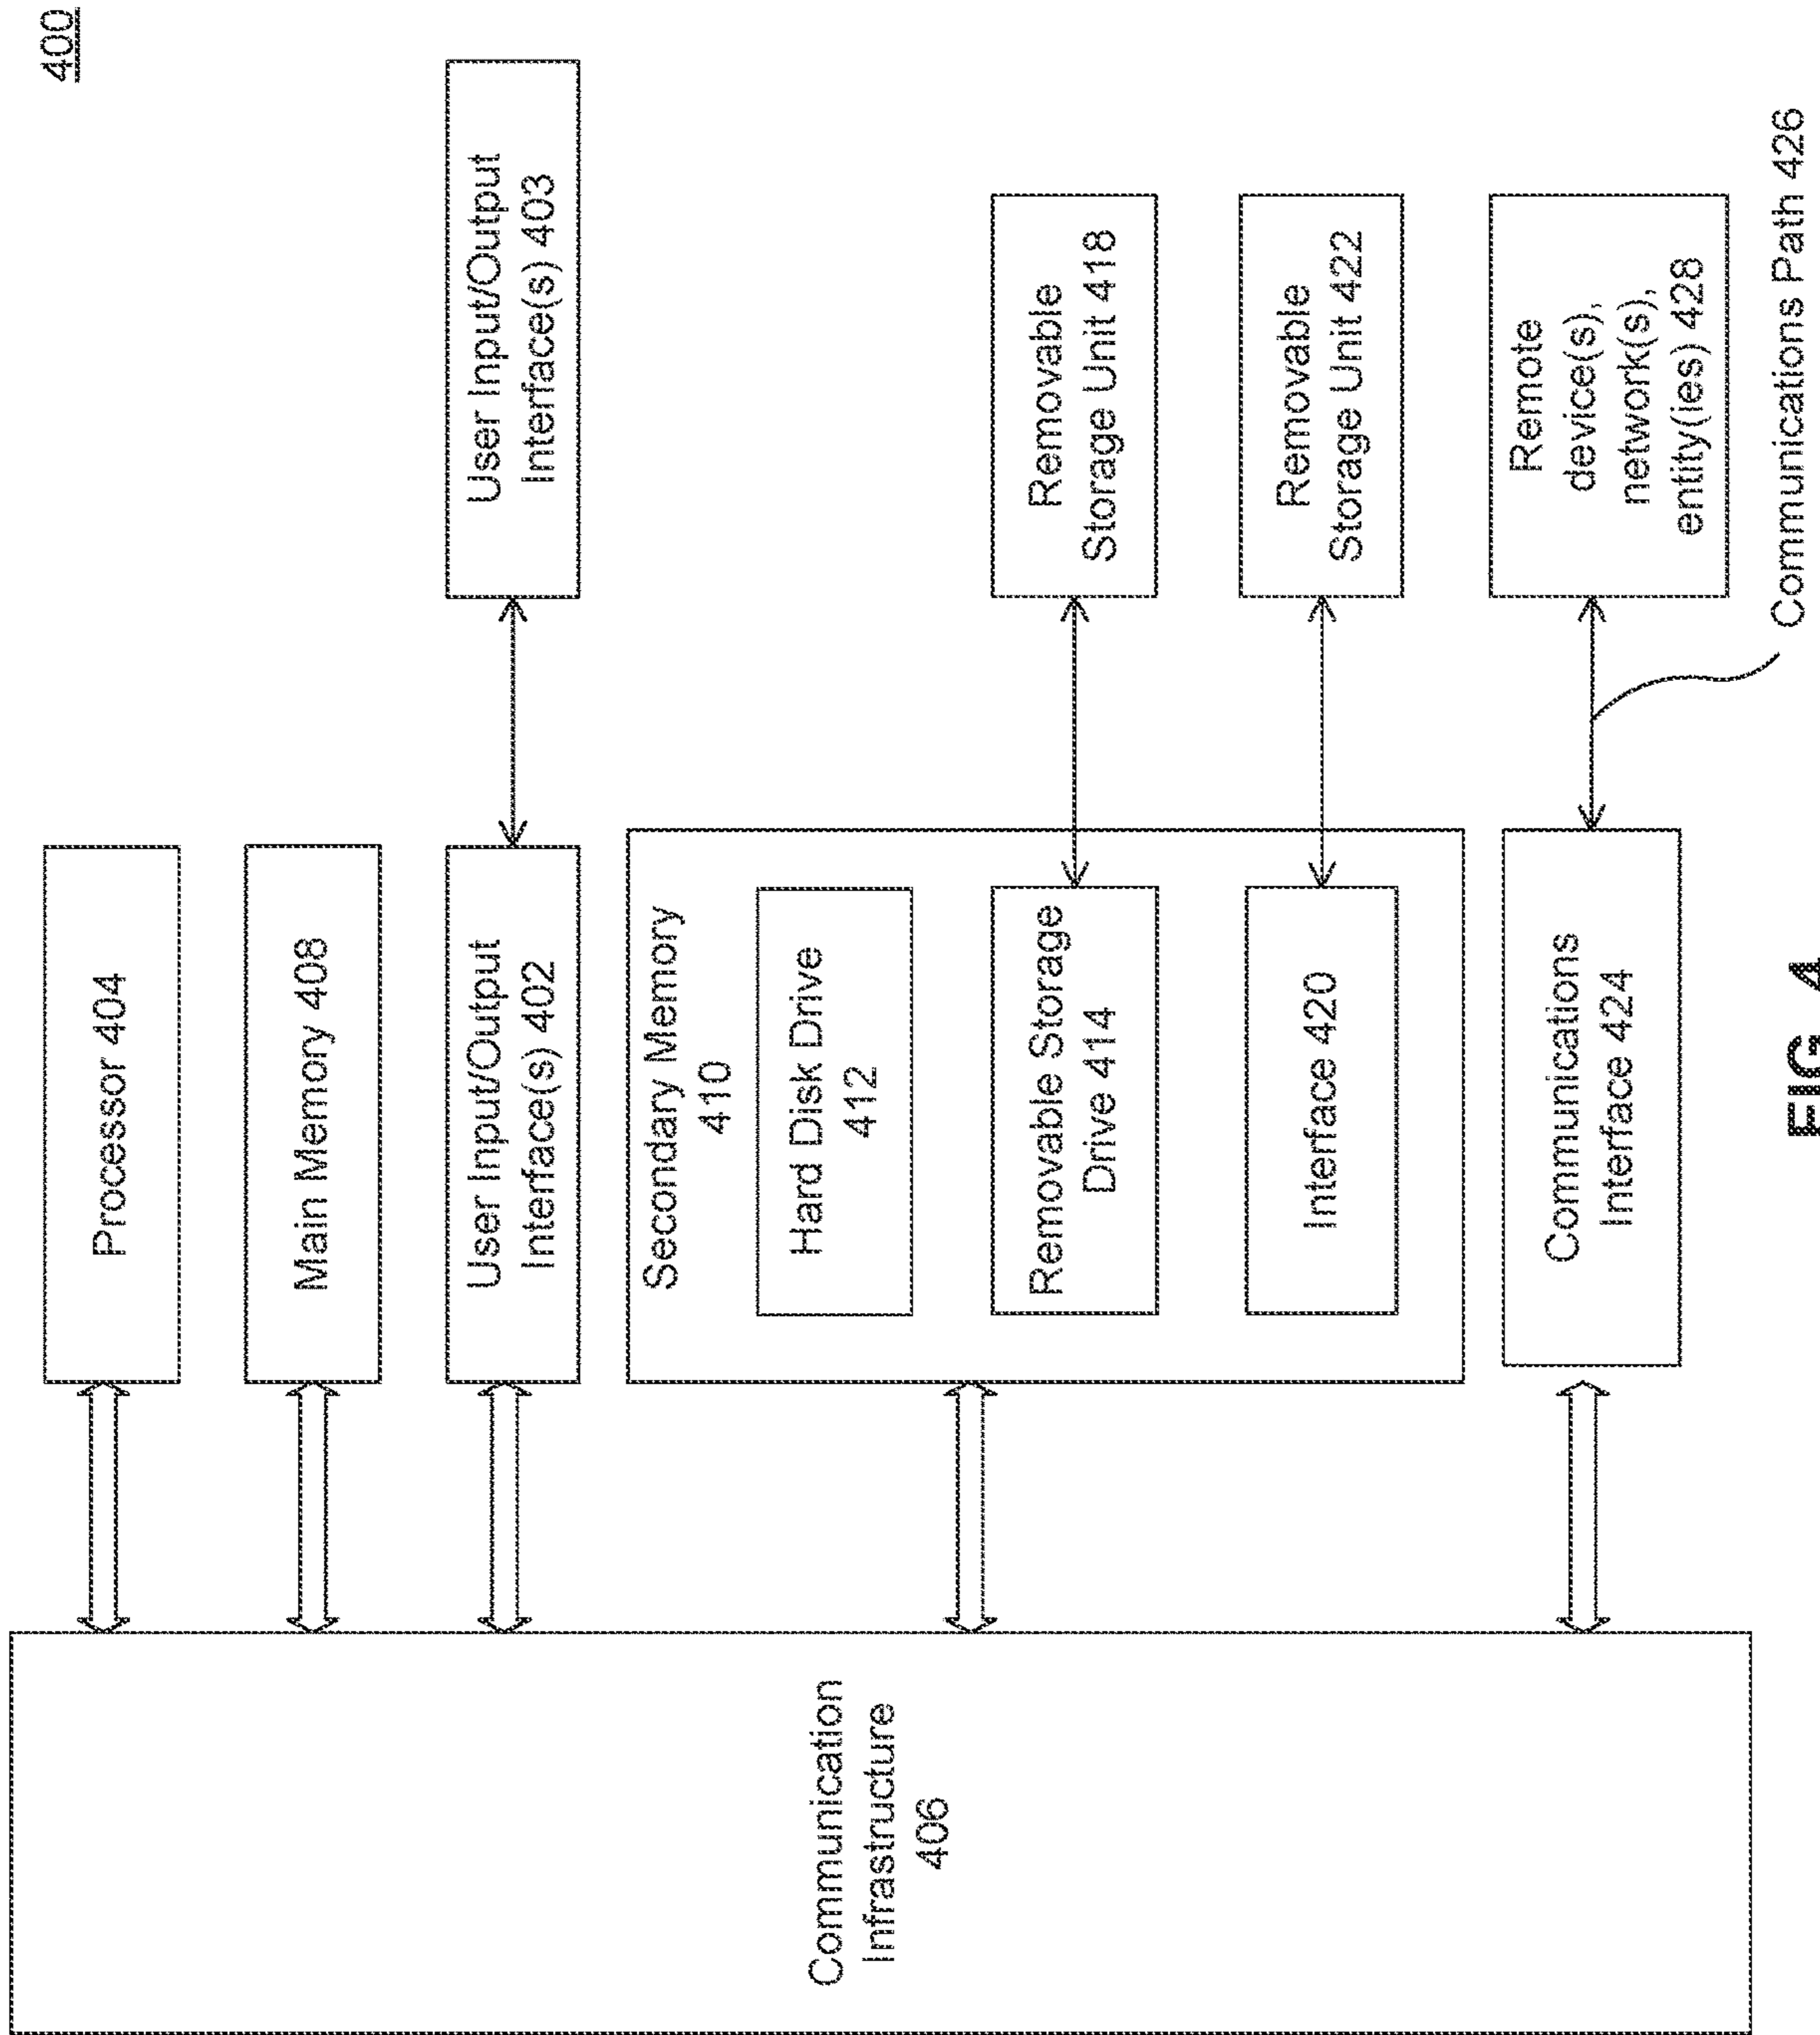 400
Processor 404
Main Memory 408
User Input/Output
Interface(s) 402
User Input/Output
Interface(s) 403
Communication
Infrastructure
406
Secondary Memory
410
Hard Disk Drive
412
Removable Storage
Drive 414
Removable
Storage Unit 418
Interface 420
Removable
Storage Unit 422
Communications
Interface 424
Remote
device(s),
network(s),
entity(ies) 428
Communications Path 426
FIG. 4